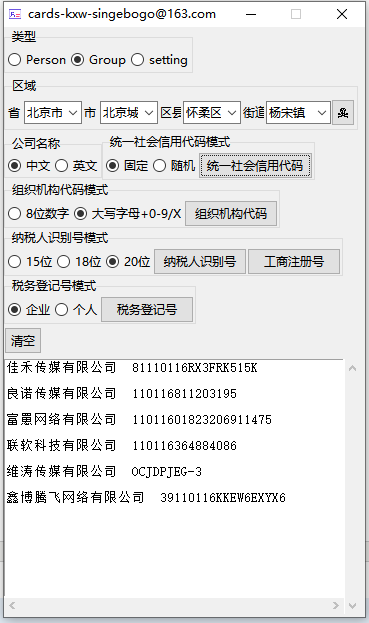 cards-kxw-singebogo@163.com
类型
Person Group setting
区域
省 北京市 市 北京城 区县 怀柔区 街道 杨宋镇
公司名称 统一社会信用代码模式
中文 英文 固定 随机 统一社会信用代码
组织机构代码模式
8位数字 大写字母+0-9/X 组织机构代码
纳税人识别号模式
15位 18位 20位 纳税人识别号 工商注册号
税务登记号模式
企业 个人 税务登记号
清空
佳禾传媒有限公司 81110116RX3FRK515K
良诺传媒有限公司 110116811203195
富罳网络有限公司 11011601823206911475
联软科技有限公司 110116364884086
维涛传媒有限公司 OCJDPJEG-3
鑫博腾飞网络有限公司 39110116KKEW6EXYX6